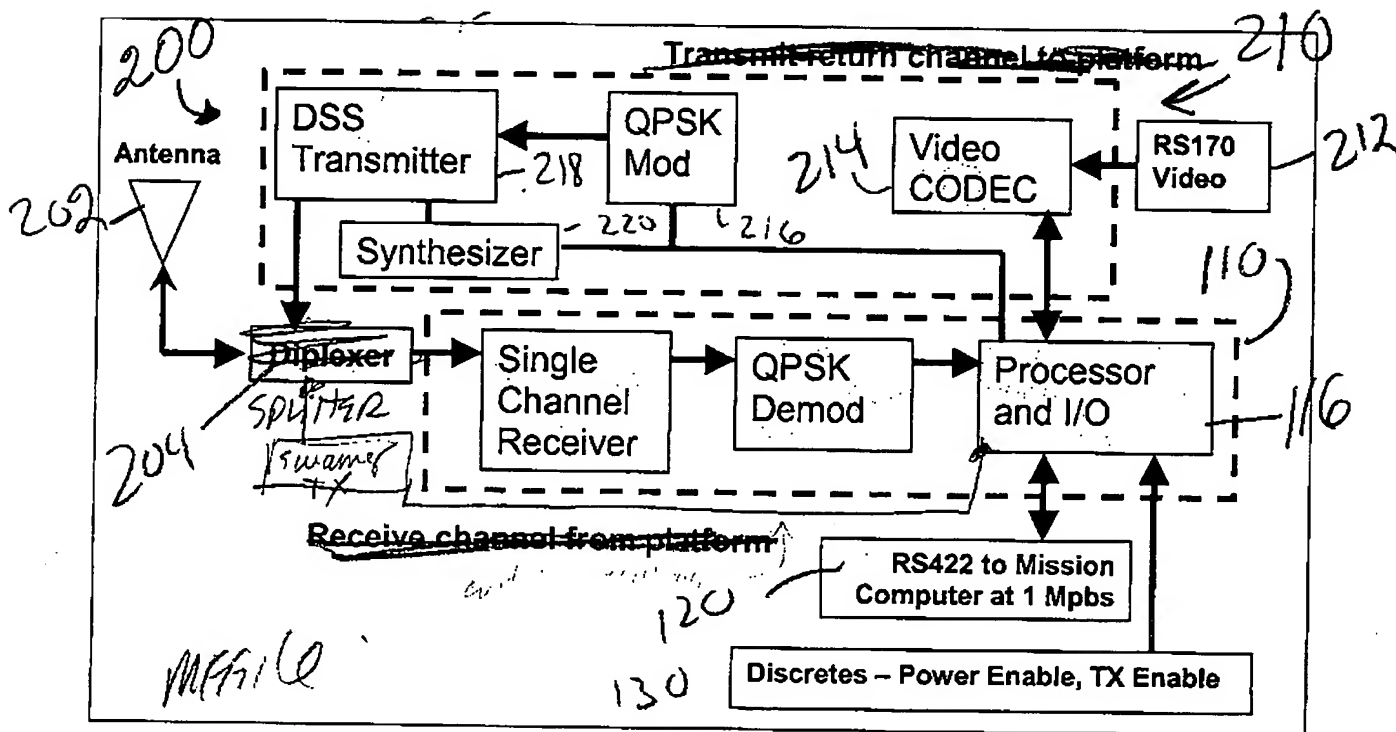 200
Transmit return channel to platform
210
Antenna
DSS
Transmitter
218
QPSK
Mod
214
Video
CODEC
RS170
Video
212
202
220
216
Synthesizer
110
Diplexer
SPLITTER
204
Single
Channel
Receiver
QPSK
Demod
Processor
and I/O
116
TX
Receive channel from platform
120
RS422 to Mission
Computer at 1 Mpbs
130
Discretes – Power Enable, TX Enable